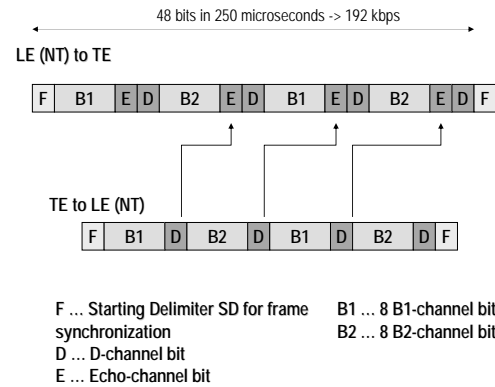 48 bits in 250 microseconds -> 192 kbps
LE (NT) to TE
F B1 E D B2 E D B1 E D B2 E D F
TE to LE (NT)
F B1 D B2 D B1 D B2 D F
F ... Starting Delimiter SD for frame
synchronization
D ... D-channel bit
E ... Echo-channel bit
B1 ... 8 B1-channel bit
B2 ... 8 B2-channel bit